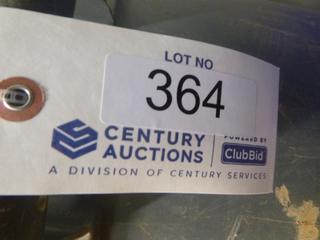 LOT NO
364
CENTURY
AUCTIONS
POWERED BY
ClubBid
A DIVISION OF CENTURY SERVICES